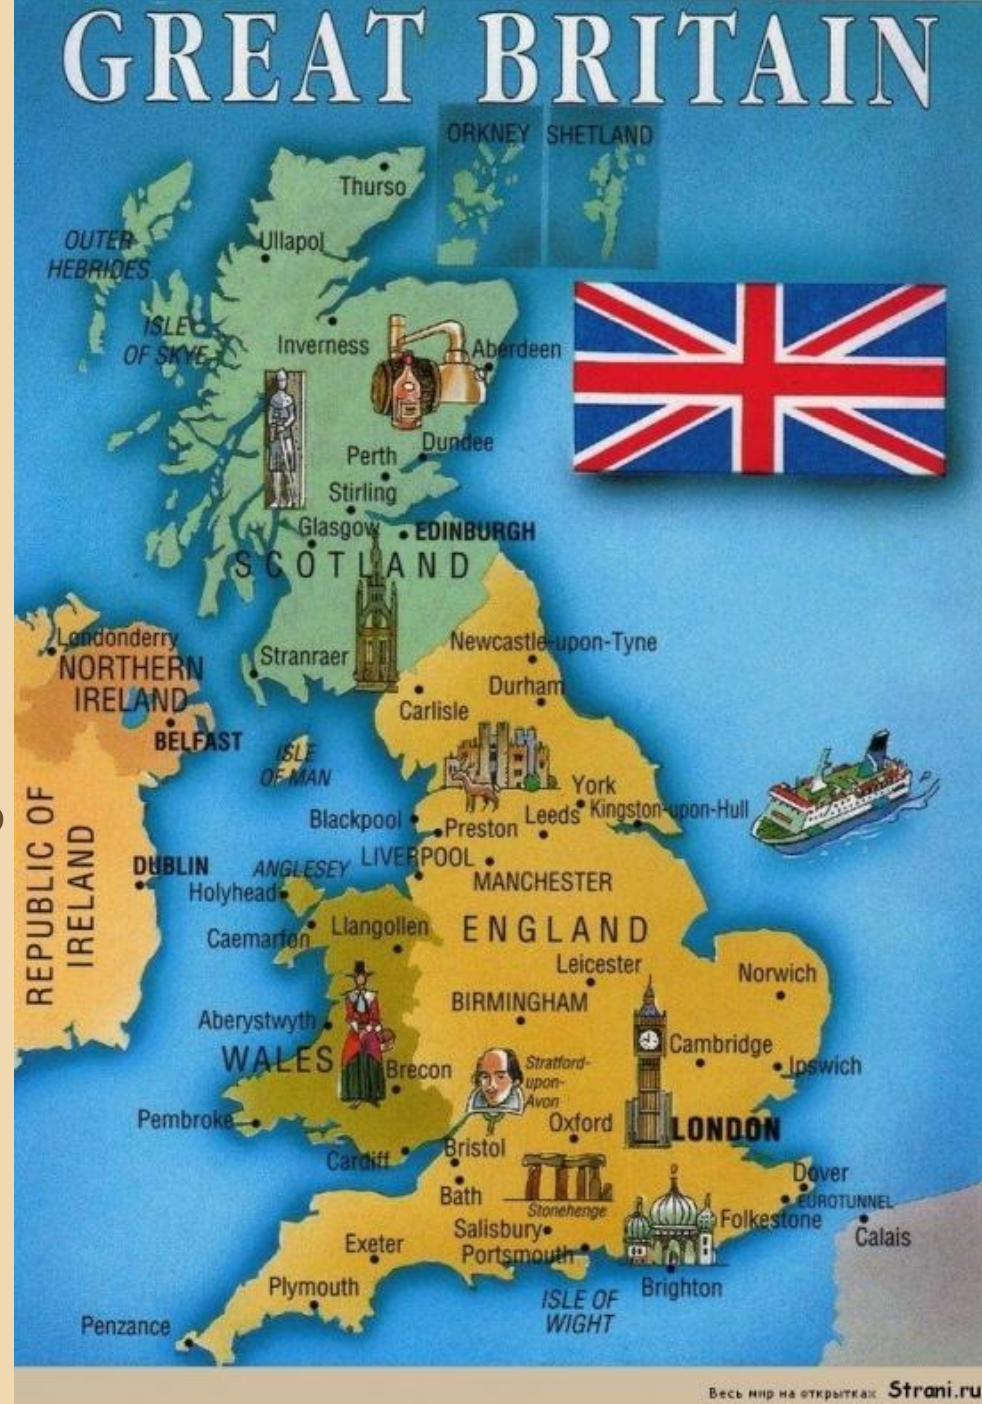 GREAT BRITAIN
ORKNEY
SHETLAND
Thurso
OUTER
HEBRIDES
Ullapol
ISLE
OF SKYE
Inverness
Aberdeen
Dundee
Perth
Stirling
Glasgow
EDINBURGH
SCOTLAND
Londonderry
NORTHERN
IRELAND
BELFAST
Stranraer
Newcastle-upon-Tyne
Durham
Carlisle
ISLE
OF MAN
York
Kingston-upon-Hull
Leeds
Blackpool
Preston
REPUBLIC OF
IRELAND
DUBLIN
ANGLESEY
LIVERPOOL
MANCHESTER
Holyhead
Caernarfon
Llangollen
ENGLAND
Leicester
Norwich
BIRMINGHAM
Aberystwyth
WALES
Brecon
Stratford-
upon-
Avon
Cambridge
Ipswich
Pembroke
Oxford
LONDON
Cardiff
Bristol
Bath
Stonehenge
Dover
EUROTUNNEL
Folkestone
Calais
Salisbury
Portsmouth
Exeter
Brighton
Plymouth
ISLE OF
WIGHT
Penzance
Весь мир на открытках Strani.ru